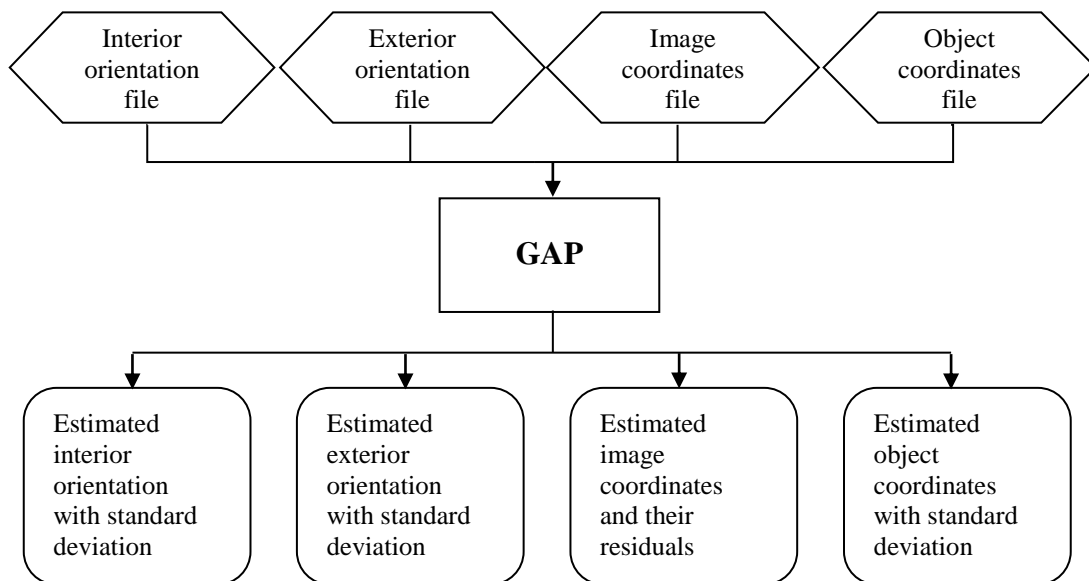 Interior
orientation
file
Exterior
orientation
file
Image
coordinates
file
Object
coordinates
file
GAP
Estimated
interior
orientation
with standard
deviation
Estimated
exterior
orientation
with standard
deviation
Estimated
image
coordinates
and their
residuals
Estimated
object
coordinates
with standard
deviation